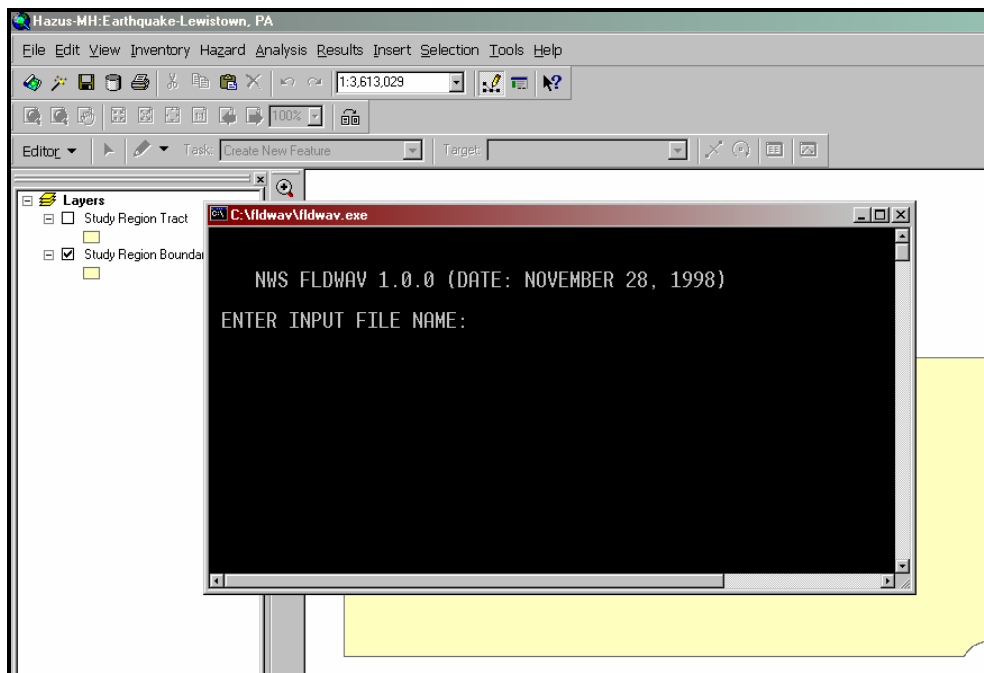 Hazus-MH:Earthquake-Lewistown, PA
File Edit View Inventory Hazard Analysis Results Insert Selection Tools Help
1:3,613,029
100%
Editor Task: Create New Feature Target:
Layers
Study Region Tract
Study Region Boundar
C:\fldwav\fldwav.exe
NWS FLDWAV 1.0.0 (DATE: NOVEMBER 28, 1998)
ENTER INPUT FILE NAME: